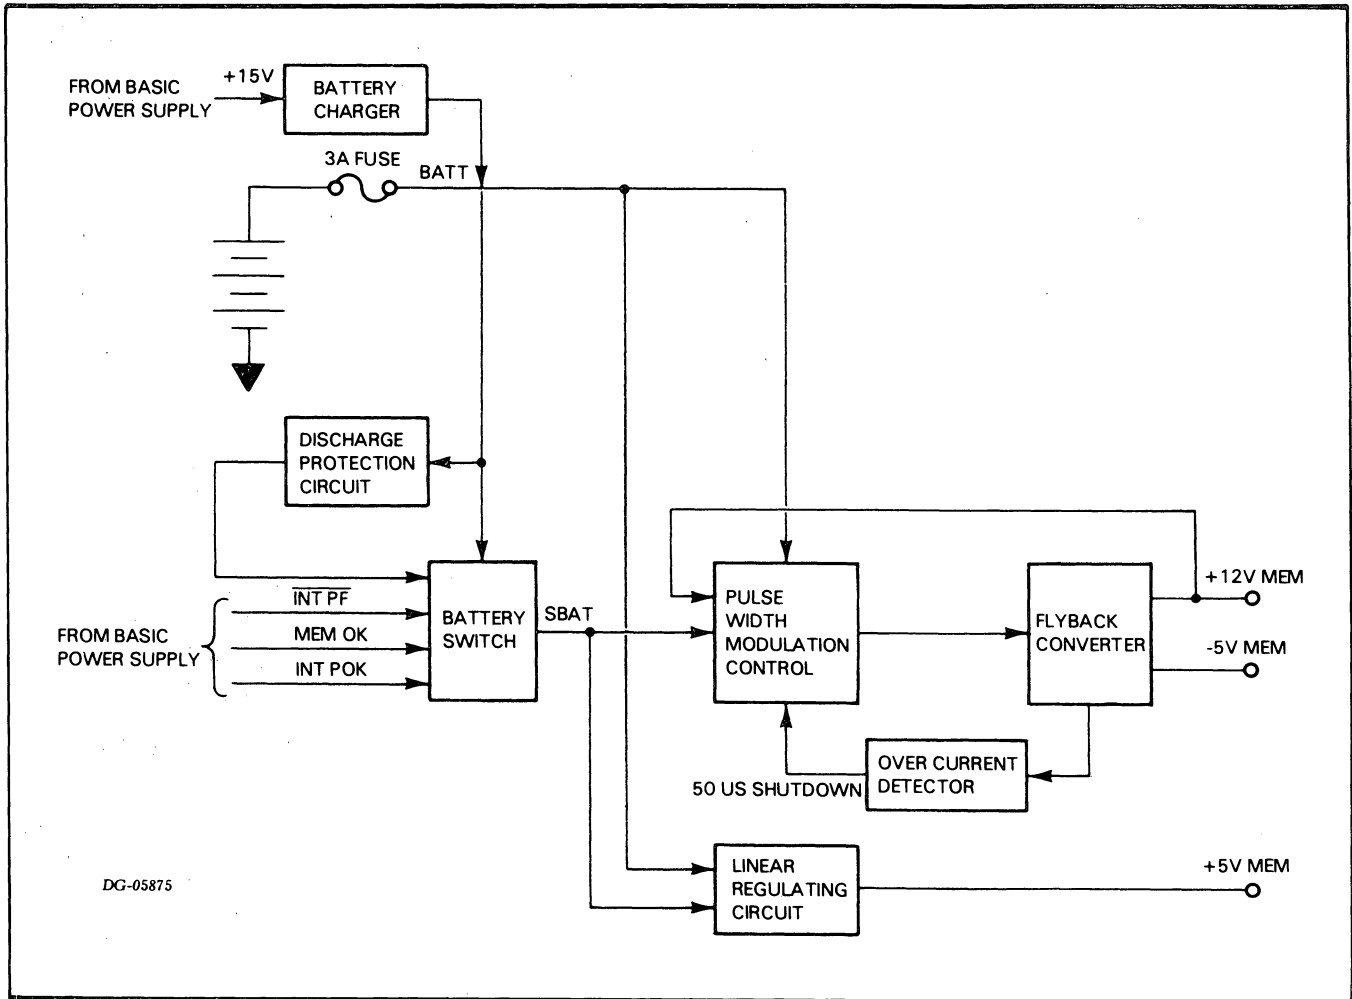 +15V
FROM BASIC
POWER SUPPLY
BATTERY
CHARGER
3A FUSE
BATT
DISCHARGE
PROTECTION
CIRCUIT
INT PF
MEM OK
INT POK
FROM BASIC
POWER SUPPLY
BATTERY
SWITCH
SBAT
PULSE
WIDTH
MODULATION
CONTROL
FLYBACK
CONVERTER
+12V MEM
-5V MEM
OVER CURRENT
DETECTOR
50 US SHUTDOWN
LINEAR
REGULATING
CIRCUIT
+5V MEM
DG-05875